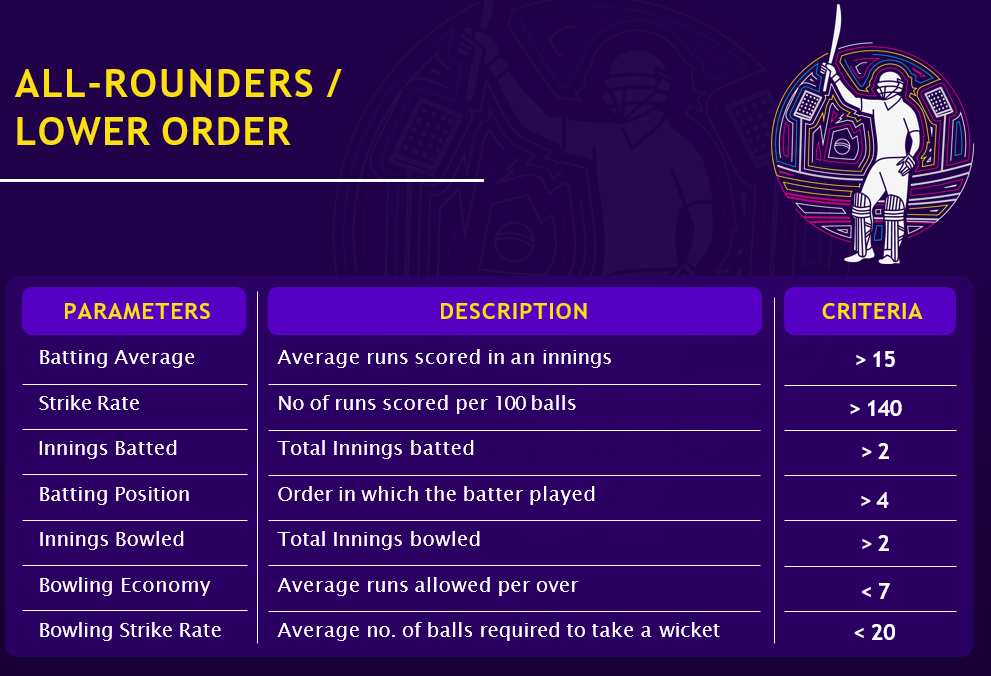 ALL-ROUNDERS /
LOWER ORDER
PARAMETERS DESCRIPTION CRITERIA
Batting Average Average runs scored in an innings > 15
Strike Rate No of runs scored per 100 balls > 140
Innings Batted Total Innings batted > 2
Batting Position Order in which the batter played > 4
Innings Bowled Total Innings bowled > 2
Bowling Economy Average runs allowed per over < 7
Bowling Strike Rate Average no. of balls required to take a wicket < 20